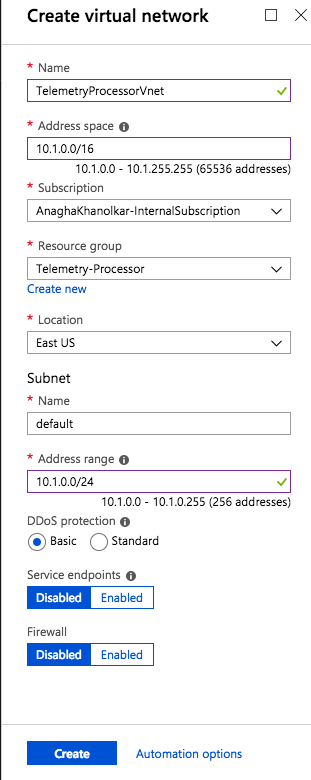 Create virtual network
* Name
TelemetryProcessorVnet
* Address space
10.1.0.0/16
10.1.0.0 - 10.1.255.255 (65536 addresses)
* Subscription
AnaghaKhanolkar-InternalSubscription
* Resource group
Telemetry-Processor
Create new
* Location
East US
Subnet
* Name
default
* Address range
10.1.0.0/24
10.1.0.0 - 10.1.0.255 (256 addresses)
DDoS protection
Basic Standard
Service endpoints
Disabled Enabled
Firewall
Disabled Enabled
Create Automation options